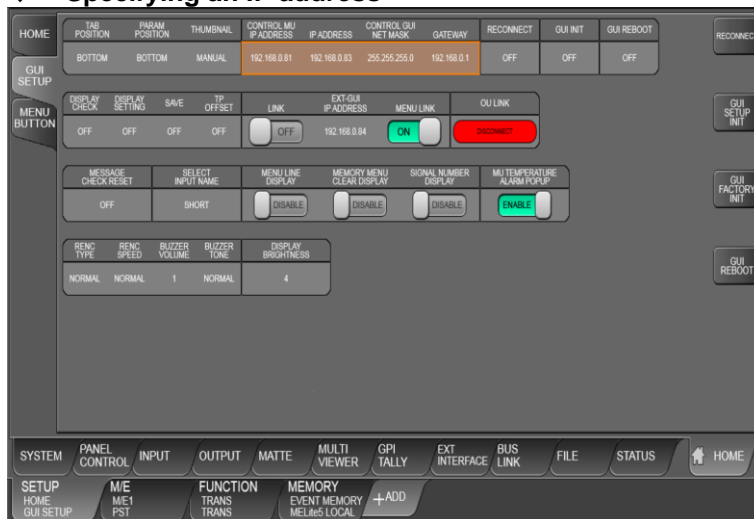 Specifying an IP address
HOME
TAB POSITION
PARAM POSITION
THUMBNAIL
CONTROL MU IP ADDRESS
IP ADDRESS
CONTROL GUI NET MASK
GATEWAY
RECONNECT
GUI INIT
GUI REBOOT
RECONNEC
BOTTOM
BOTTOM
MANUAL
192.168.0.81
192.168.0.83
255.255.255.0
192.168.0.1
OFF
OFF
OFF
GUI SETUP
MENU BUTTON
DISPLAY CHECK
DISPLAY SETTING
SAVE
TP OFFSET
LINK
EXT-GUI IP ADDRESS
MENU LINK
OU LINK
OFF
OFF
OFF
OFF
OFF
192.168.0.84
ON
DISCONNECT
GUI SETUP INIT
MESSAGE CHECK RESET
SELECT INPUT NAME
MENU LINE DISPLAY
MEMORY MENU CLEAR DISPLAY
SIGNAL NUMBER DISPLAY
MU TEMPERATURE ALARM POPUP
OFF
SHORT
DISABLE
DISABLE
DISABLE
ENABLE
GUI FACTORY INIT
RENC TYPE
RENC SPEED
BUZZER VOLUME
BUZZER TONE
DISPLAY BRIGHTNESS
NORMAL
NORMAL
1
NORMAL
4
GUI REBOOT
SYSTEM
PANEL CONTROL
INPUT
OUTPUT
MATTE
MULTI VIEWER
GPI TALLY
EXT INTERFACE
BUS LINK
FILE
STATUS
HOME
SETUP
HOME
GUI SETUP
M/E
M/E1
PST
FUNCTION
TRANS
TRANS
MEMORY
EVENT MEMORY
MELite5 LOCAL
+ADD